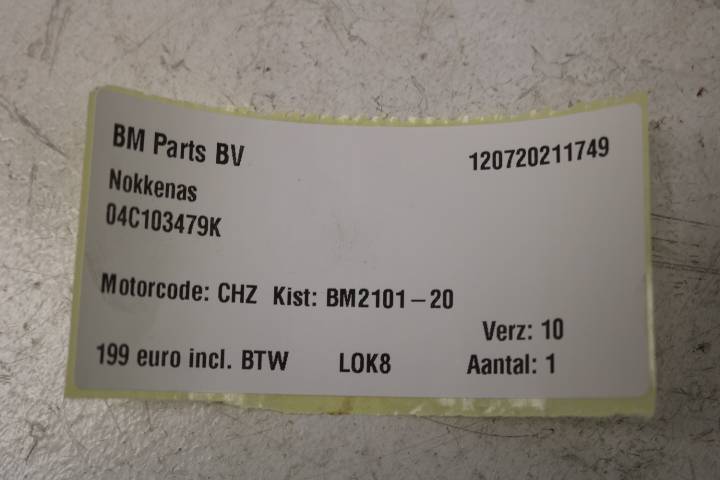 BM Parts BV
120720211749
Nokkenas
04C103479K
Motorcode: CHZ Kist: BM2101-20
Verz: 10
199 euro incl. BTW LOK8 Aantal: 1